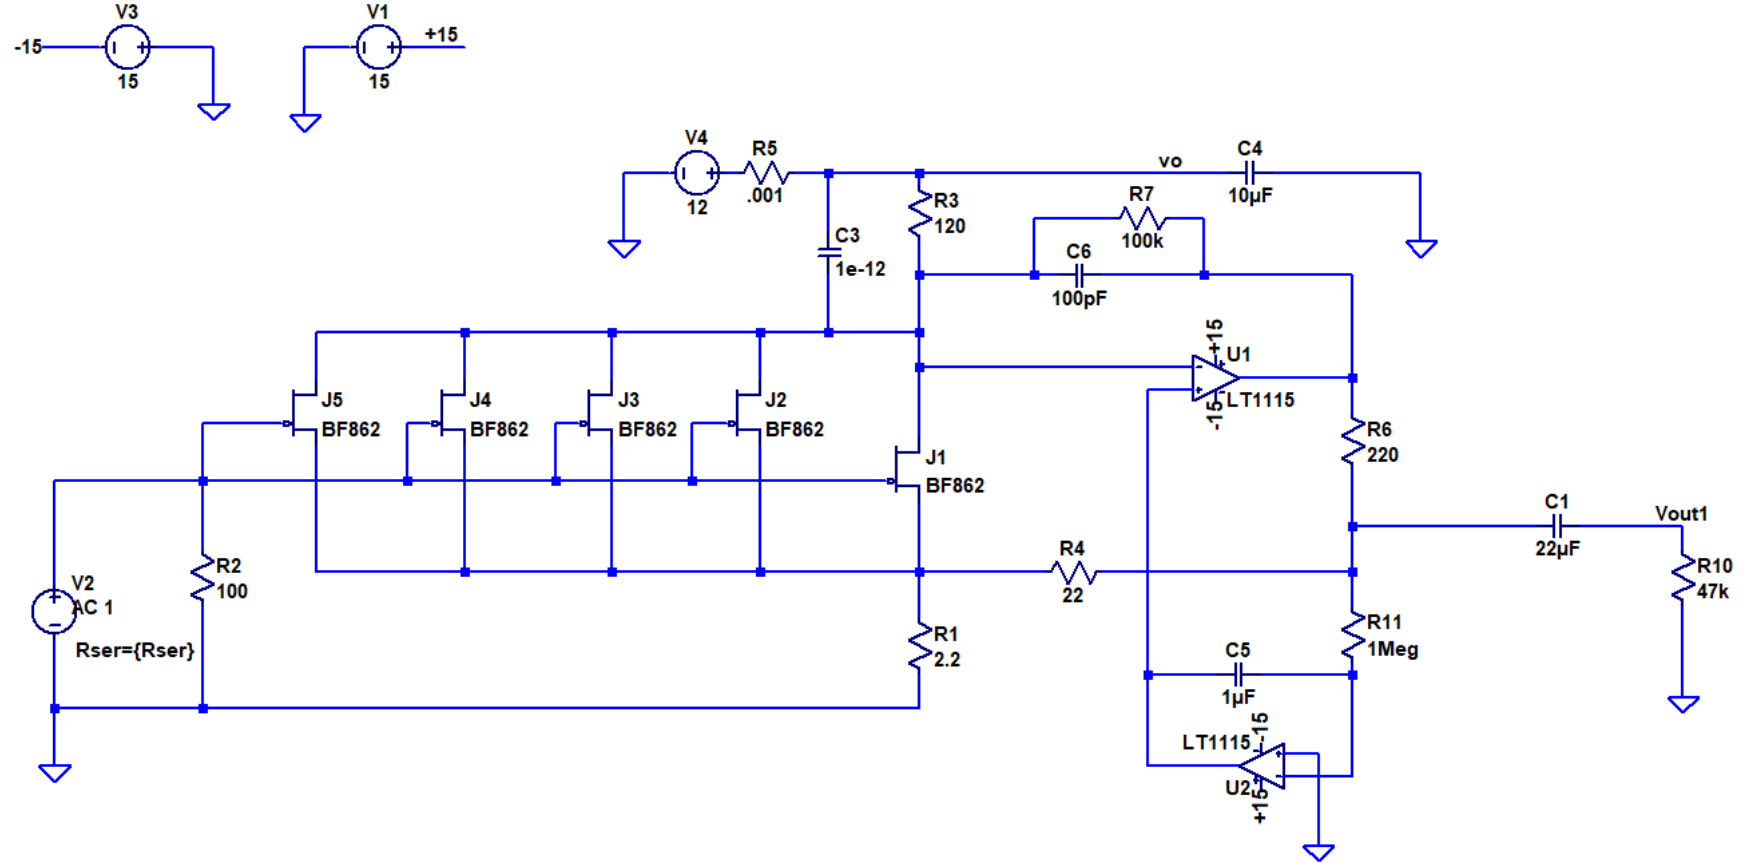 V3
V1
-15
+15
15
15
V4
R5
vo
C4
12
.001
10µF
R3
120
R7
100k
C3
1e-12
C6
100pF
+15
U1
-15
LT1115
J5
BF862
J4
BF862
J3
BF862
J2
BF862
J1
BF862
R6
220
C1
Vout1
22µF
R4
22
R2
100
R10
47k
V2
AC 1
R1
2.2
R11
1Meg
Rser={Rser}
C5
1µF
-15
LT1115
U2
+15